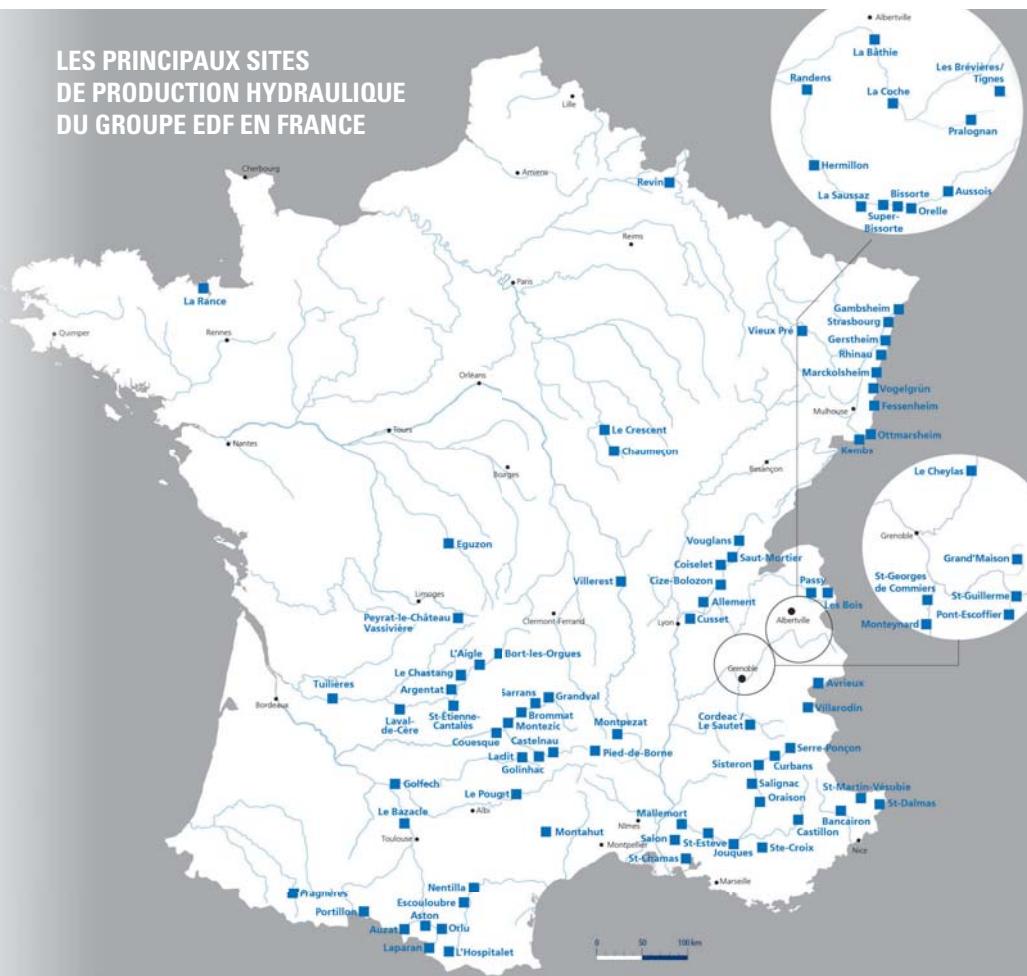 LES PRINCIPAUX SITES
DE PRODUCTION HYDRAULIQUE
DU GROUPE EDF EN FRANCE
Albertville
La Bâthie
Les Brévières/
Tignes
Randens
La Coche
Pralognan
Hermillon
Bissorte
Aussois
La Saussaz
Super-
Bissorte
Orelle
Lille
Cherbourg
Amiens
Revin
Reims
Paris
La Rance
Quimper
Rennes
Gambsheim
Strasbourg
Vieux Pré
Gerstheim
Rhinau
Marckolsheim
Vogelgrün
Fessenheim
Mulhouse
Ottmarsheim
Kembs
Orléans
Tours
Nantes
Le Crescent
Chaumeçon
Bourges
Besançon
Le Cheylas
Grenoble
Grand'Maison
St-Georges
de Commiers
St-Guillerme
Pont-Escoffier
Monteynard
Eguzon
Vouglans
Saut-Mortier
Coiselet
Cize-Bolozon
Villerest
Allement
Cusset
Passy
Les Bois
Albertville
Limoges
Peyrat-le-Château
Vassivière
Clermont-Ferrand
Lyon
Grenoble
L'Aigle
Bort-les-Orgues
Le Chastang
Argentat
Tuilières
Bordeaux
Laval-
de-Cère
St-Étienne-
Cantalès
Sarrans
Grandval
Brommat
Montézic
Couesque
Castelnau
Ladit
Golinhac
Montpezat
Pied-de-Borne
Avrieux
Villarodin
Cordeac /
Le Sautet
Serre-Ponçon
Curbans
Sisteron
Salignac
Oraison
St-Martin-Vésubie
St-Dalmas
Bancairon
Castillon
Nice
Golfech
Le Pouget
Le Bazacle
Albi
Toulouse
Montahut
Nîmes
Montpellier
Mallemort
Salon
St-Estève
Jouques
Ste-Croix
St-Chamas
Marseille
Pragnères
Portillon
Nentilla
Escouloubre
Aston
Auzat
Orlu
Laparan
L'Hospitalet
0 50 100 km